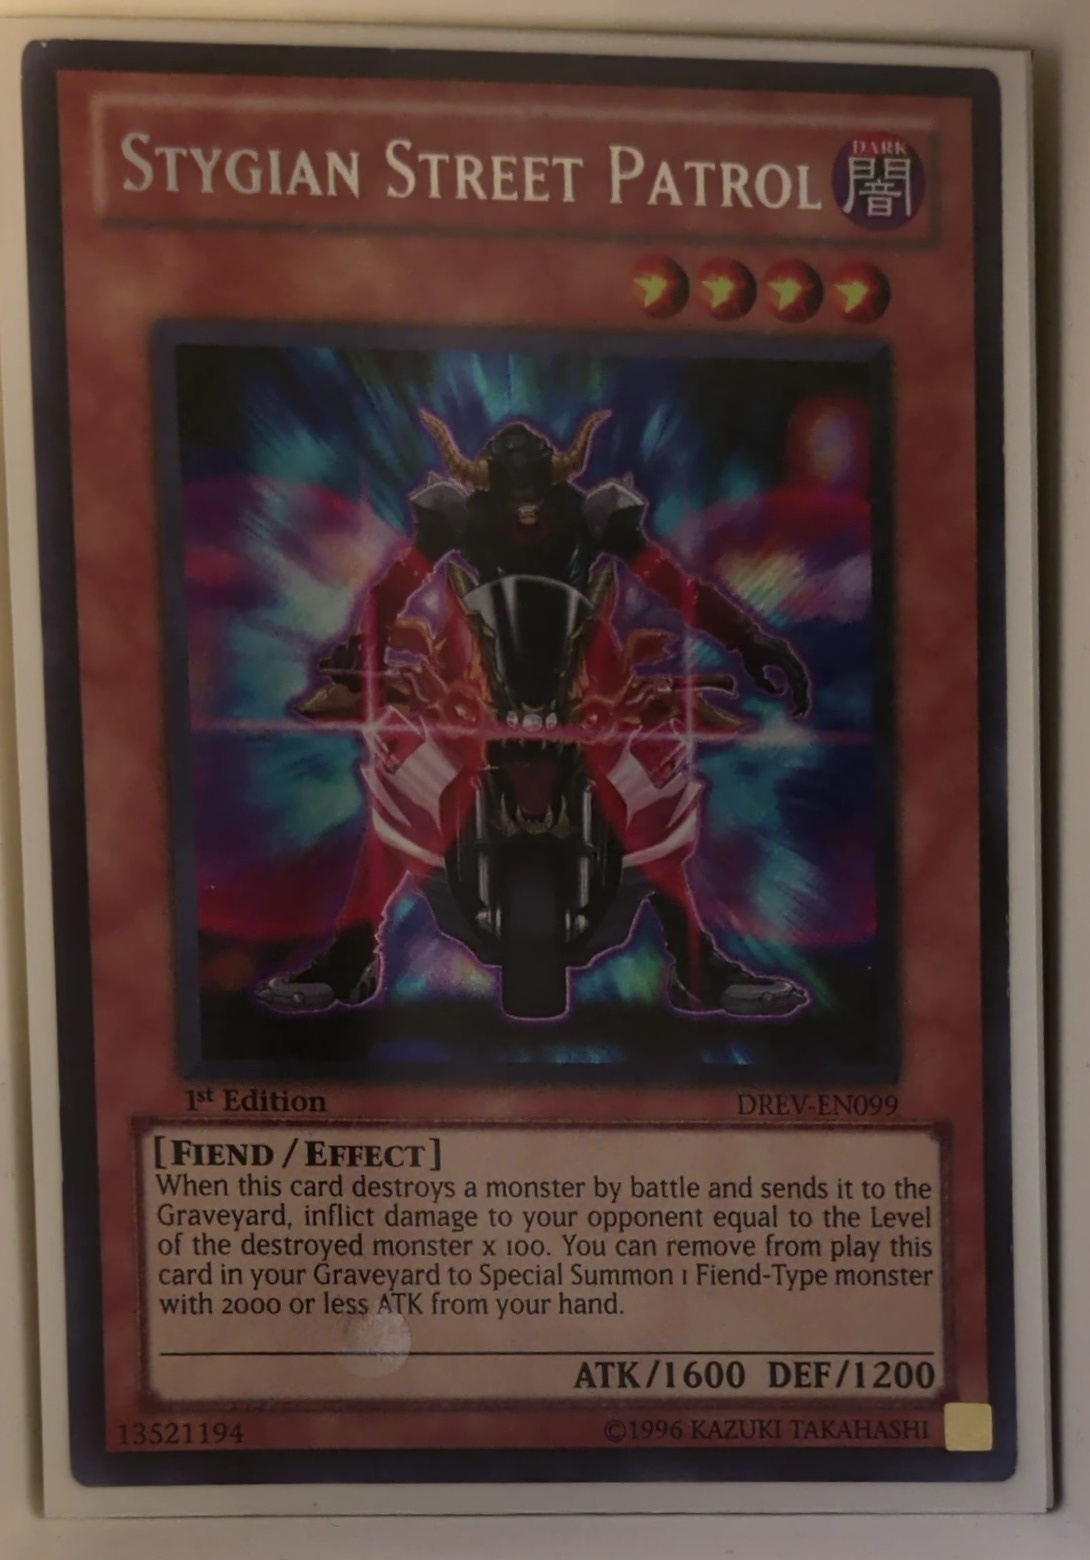 STYGIAN STREET PATROL
DARK
闇
1st Edition
DREV-EN099
[FIEND / EFFECT]
When this card destroys a monster by battle and sends it to the
Graveyard, inflict damage to your opponent equal to the Level
of the destroyed monster x 100. You can remove from play this
card in your Graveyard to Special Summon 1 Fiend-Type monster
with 2000 or less ATK from your hand.
ATK/1600 DEF/1200
13521194
©1996 KAZUKI TAKAHASHI